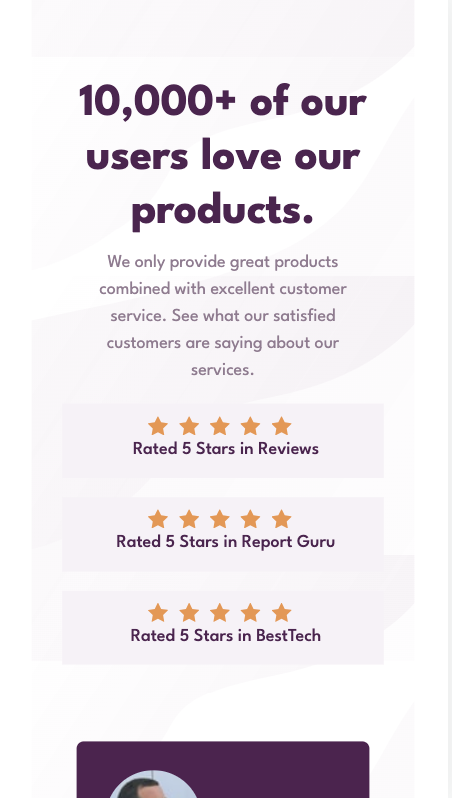 10,000+ of our
users love our
products.
We only provide great products
combined with excellent customer
service. See what our satisfied
customers are saying about our
services.
Rated 5 Stars in Reviews
Rated 5 Stars in Report Guru
Rated 5 Stars in BestTech